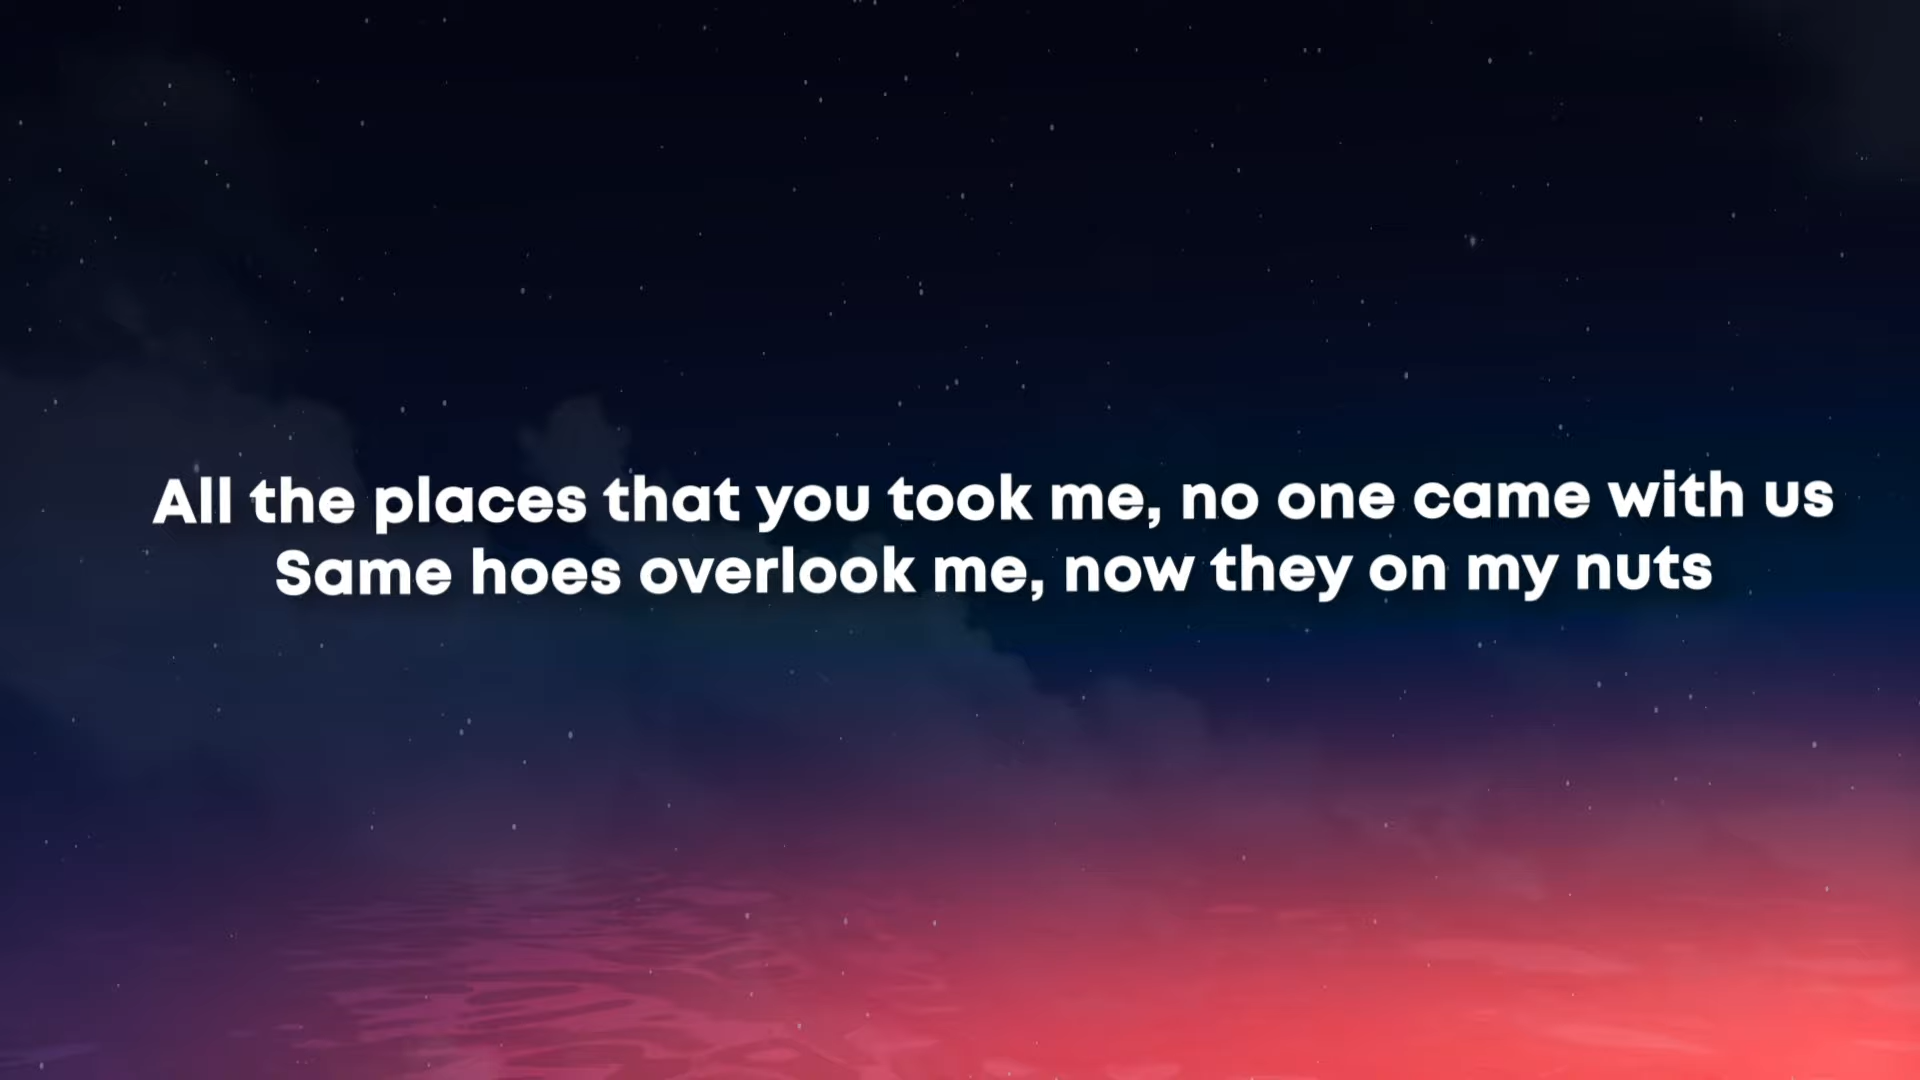 All the places that you took me, no one came with us
Same hoes overlook me, now they on my nuts